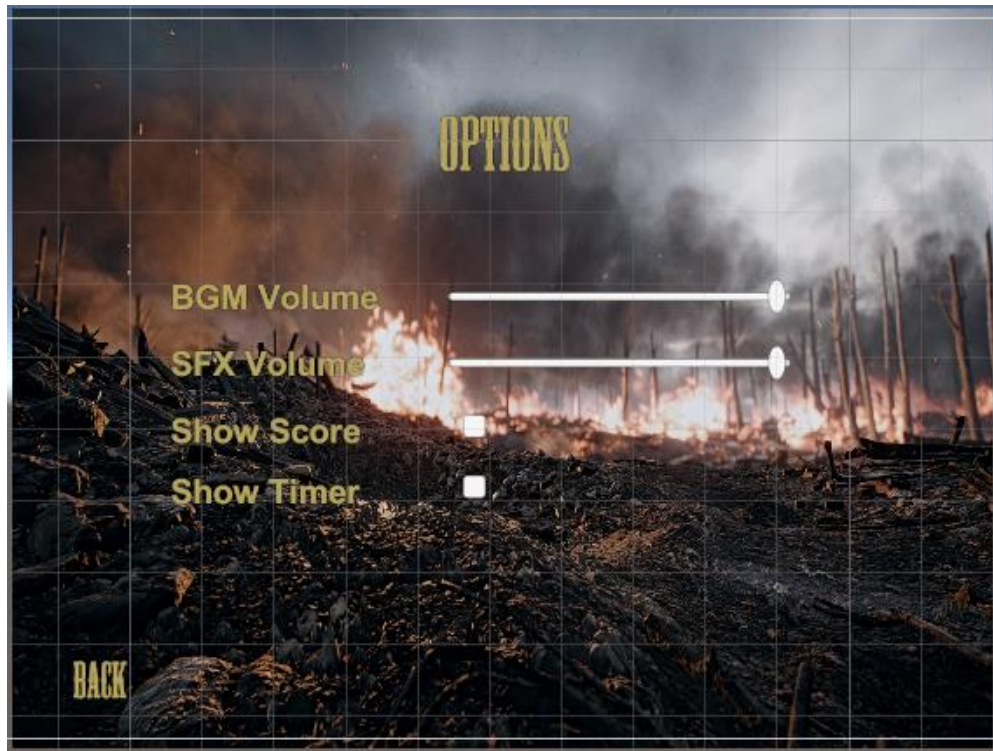 OPTIONS
BGM Volume
SFX Volume
Show Score
Show Timer
BACK